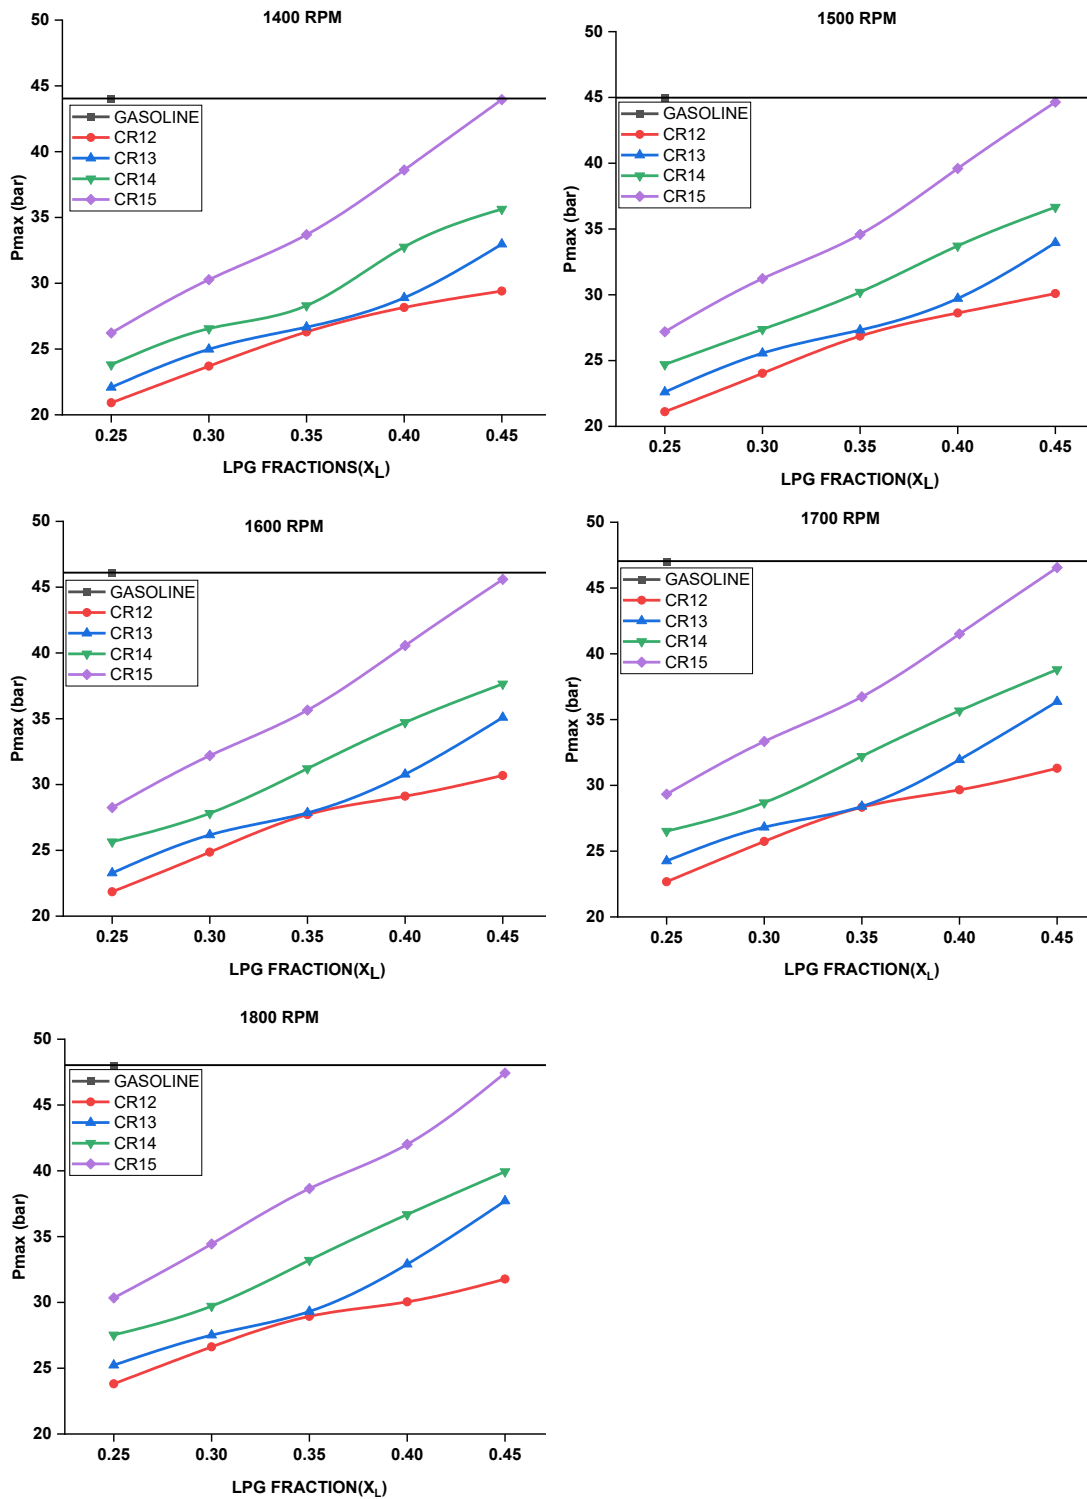 1400 RPM
50
45
40
35
30
25
20
Pmax (bar)
GASOLINE
CR12
CR13
CR14
CR15
0.25 0.30 0.35 0.40 0.45
LPG FRACTIONS(XL)
1500 RPM
50
45
40
35
30
25
20
Pmax (bar)
GASOLINE
CR12
CR13
CR14
CR15
0.25 0.30 0.35 0.40 0.45
LPG FRACTION(XL)
1600 RPM
50
45
40
35
30
25
20
Pmax (bar)
GASOLINE
CR12
CR13
CR14
CR15
0.25 0.30 0.35 0.40 0.45
LPG FRACTION(XL)
1700 RPM
50
45
40
35
30
25
20
Pmax (bar)
GASOLINE
CR12
CR13
CR14
CR15
0.25 0.30 0.35 0.40 0.45
LPG FRACTION(XL)
1800 RPM
50
45
40
35
30
25
20
Pmax (bar)
GASOLINE
CR12
CR13
CR14
CR15
0.25 0.30 0.35 0.40 0.45
LPG FRACTION(XL)